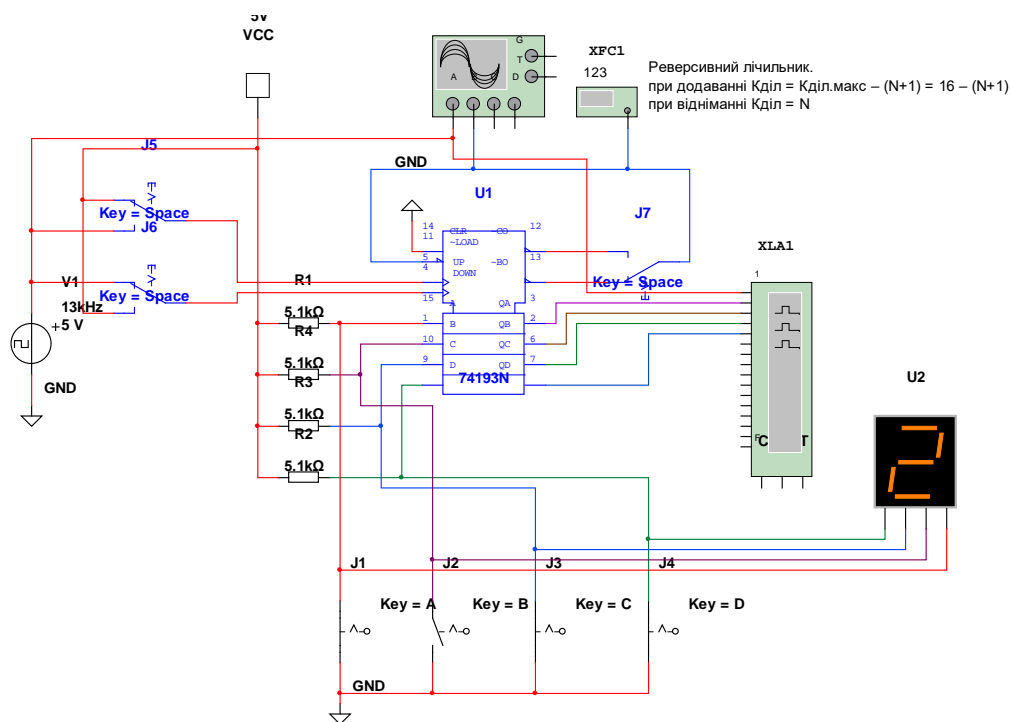 5V
VCC
XFC1
123
Реверсивний лічильник.
при додаванні Кділ = Кділ.макс – (N+1) = 16 – (N+1)
при відніманні Кділ = N
G
T
A
B
C
D
J5
GND
U1
J7
Key = Space
J6
V1
13kHz
+5 V
GND
14
11
5
4
15
1
10
9
CLR
~LOAD
UP
DOWN
A
B
C
D
~CO
~BO
QA
QB
QC
QD
12
13
3
2
6
7
74193N
Key = Space
XLA1
1
F
C
T
R1
5.1kΩ
R4
5.1kΩ
R3
5.1kΩ
R2
5.1kΩ
U2
2
J1
J2
J3
J4
Key = A
Key = B
Key = C
Key = D
GND